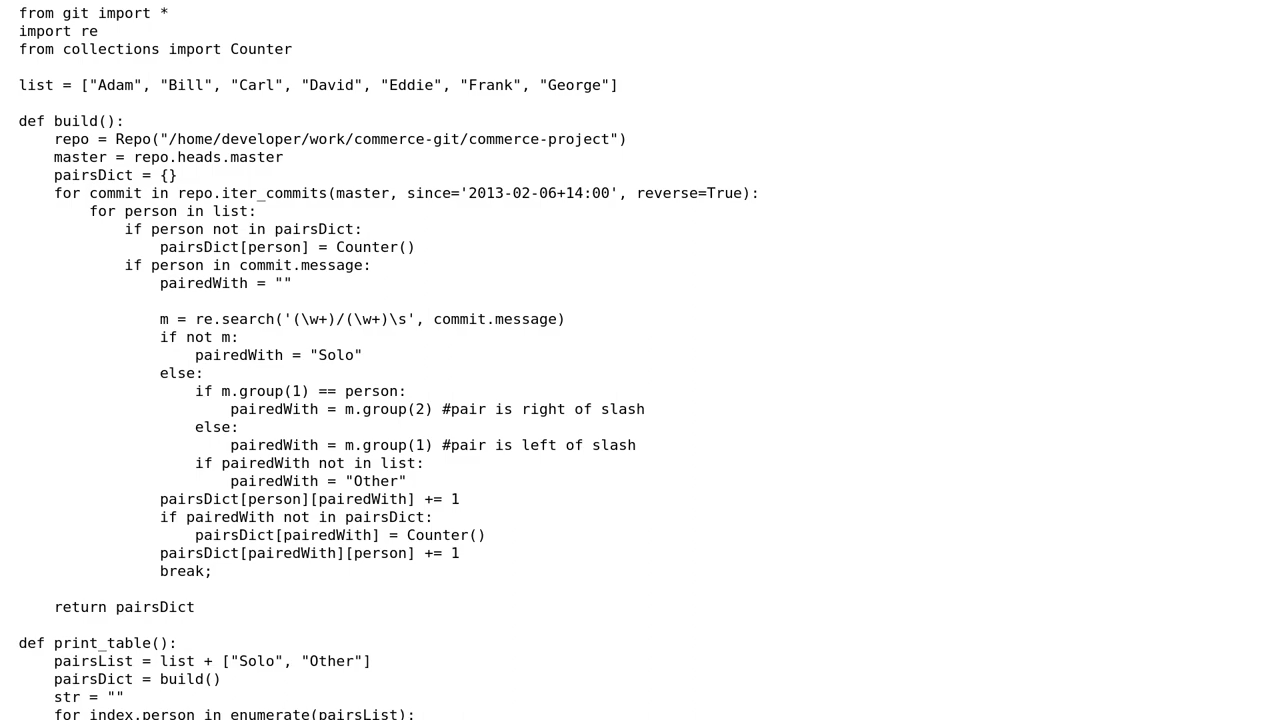 from git import *
import re
from collections import Counter

list = ["Adam", "Bill", "Carl", "David", "Eddie", "Frank", "George"]

def build():
    repo = Repo("/home/developer/work/commerce-git/commerce-project")
    master = repo.heads.master
    pairsDict = {}
    for commit in repo.iter_commits(master, since='2013-02-06+14:00', reverse=True):
        for person in list:
            if person not in pairsDict:
                pairsDict[person] = Counter()
            if person in commit.message:
                pairedWith = ""

                m = re.search('(\w+)/(\w+)\s', commit.message)
                if not m:
                    pairedWith = "Solo"
                else:
                    if m.group(1) == person:
                        pairedWith = m.group(2) #pair is right of slash
                    else:
                        pairedWith = m.group(1) #pair is left of slash
                    if pairedWith not in list:
                        pairedWith = "Other"
                pairsDict[person][pairedWith] += 1
                if pairedWith not in pairsDict:
                    pairsDict[pairedWith] = Counter()
                pairsDict[pairedWith][person] += 1
                break;

    return pairsDict

def print_table():
    pairsList = list + ["Solo", "Other"]
    pairsDict = build()
    str = ""
    for index,person in enumerate(pairsList):